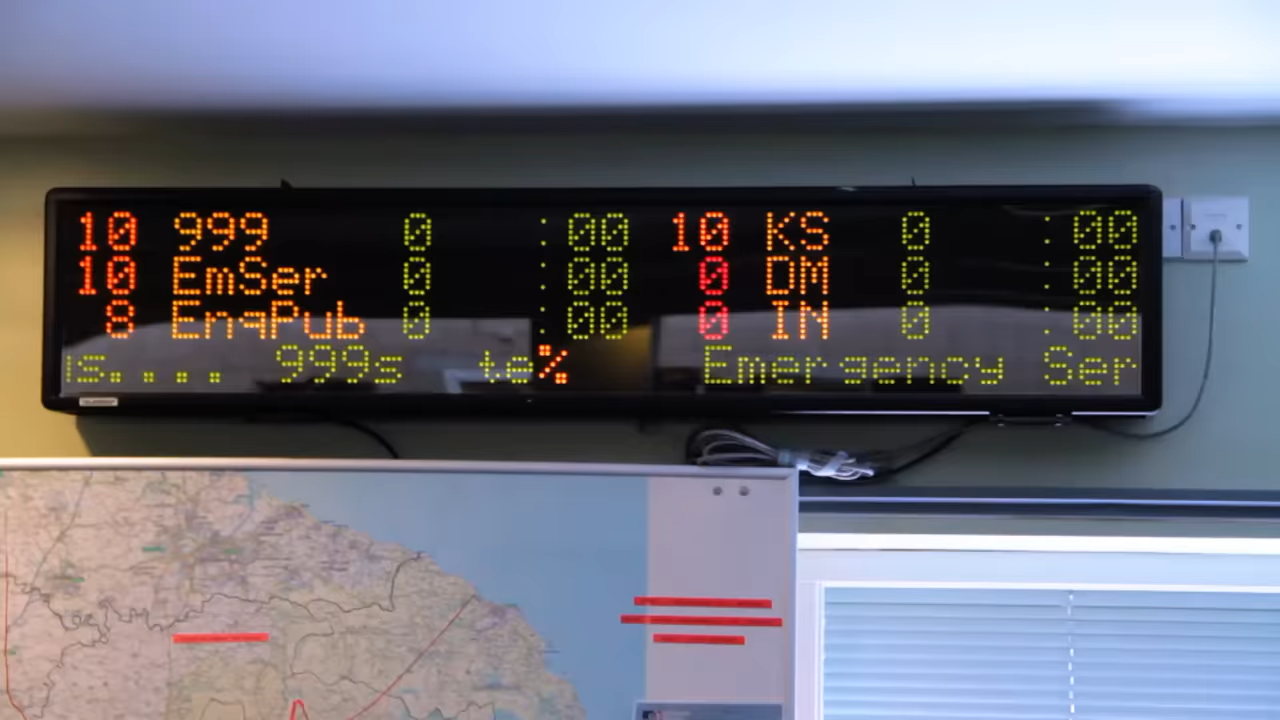 10 999 0 :00 10 KS 0 :00
10 EmSer 0 :00 0 DM 0 :00
8 EnqPub 0 :00 0 IN 0 :00
s.... 999s te% Emergency Ser